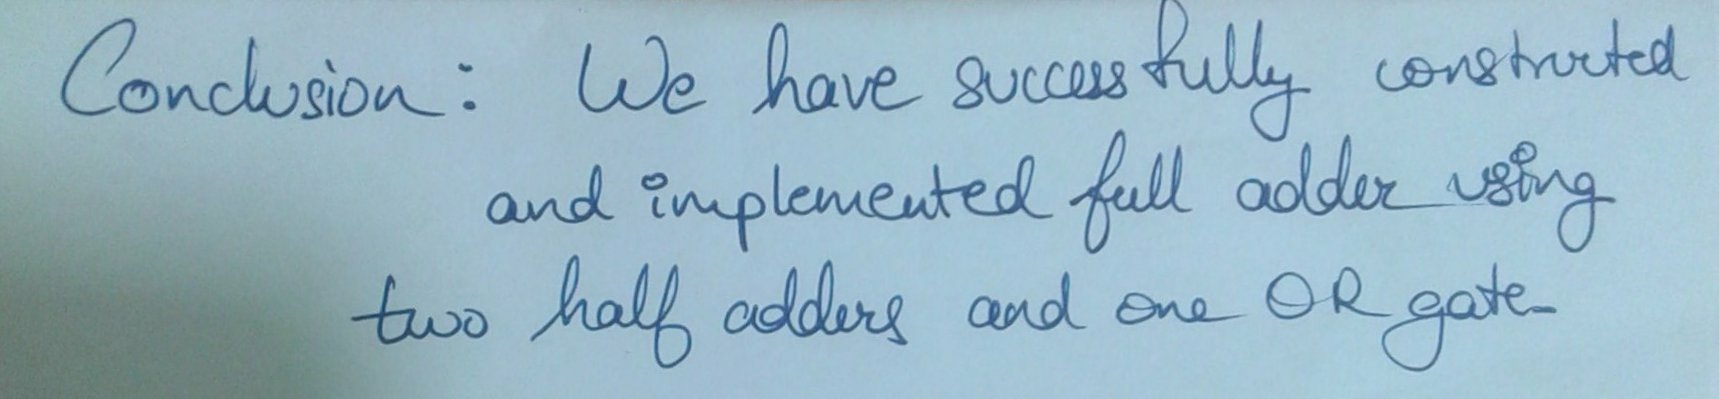 Conclusion: We have successfully constructed
and implemented full adder using
two half adders and one OR gate-